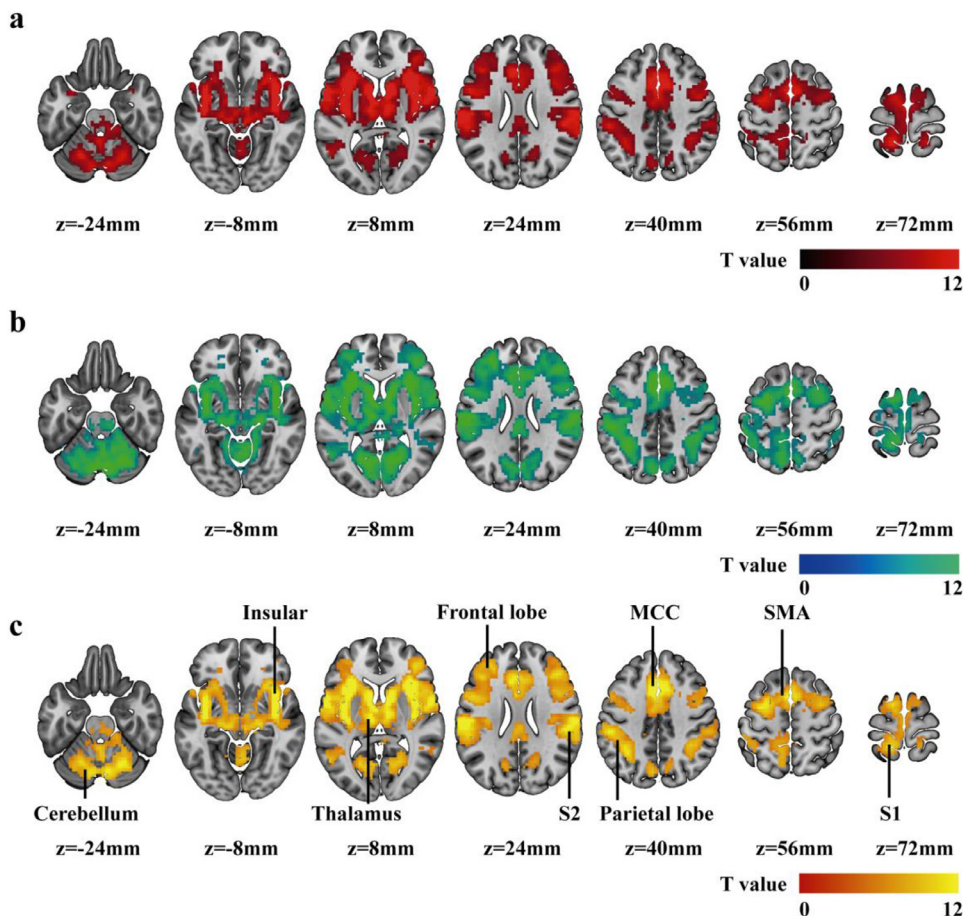 a
z=-24mm z=-8mm z=8mm z=24mm z=40mm z=56mm z=72mm
T value
0 12
b
z=-24mm z=-8mm z=8mm z=24mm z=40mm z=56mm z=72mm
T value
0 12
c
Insular Frontal lobe MCC SMA
Cerebellum Thalamus S2 Parietal lobe S1
z=-24mm z=-8mm z=8mm z=24mm z=40mm z=56mm z=72mm
T value
0 12